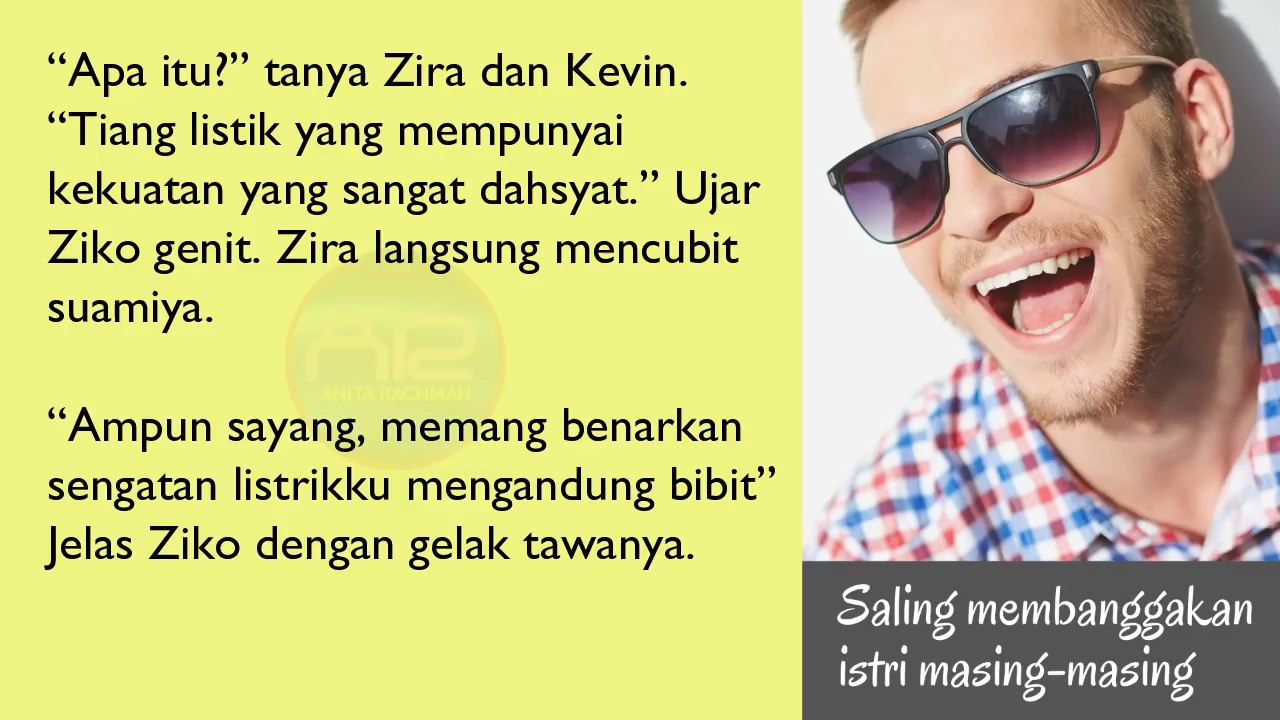 “Apa itu?” tanya Zira dan Kevin.
“Tiang listik yang mempunyai
kekuatan yang sangat dahsyat.” Ujar
Ziko genit. Zira langsung mencubit
suamiya.
“Ampun sayang, memang benarkan
sengatan listrikku mengandung bibit”
Jelas Ziko dengan gelak tawanya.
ANITA RACHMAN
Saling membanggakan
istri masing-masing